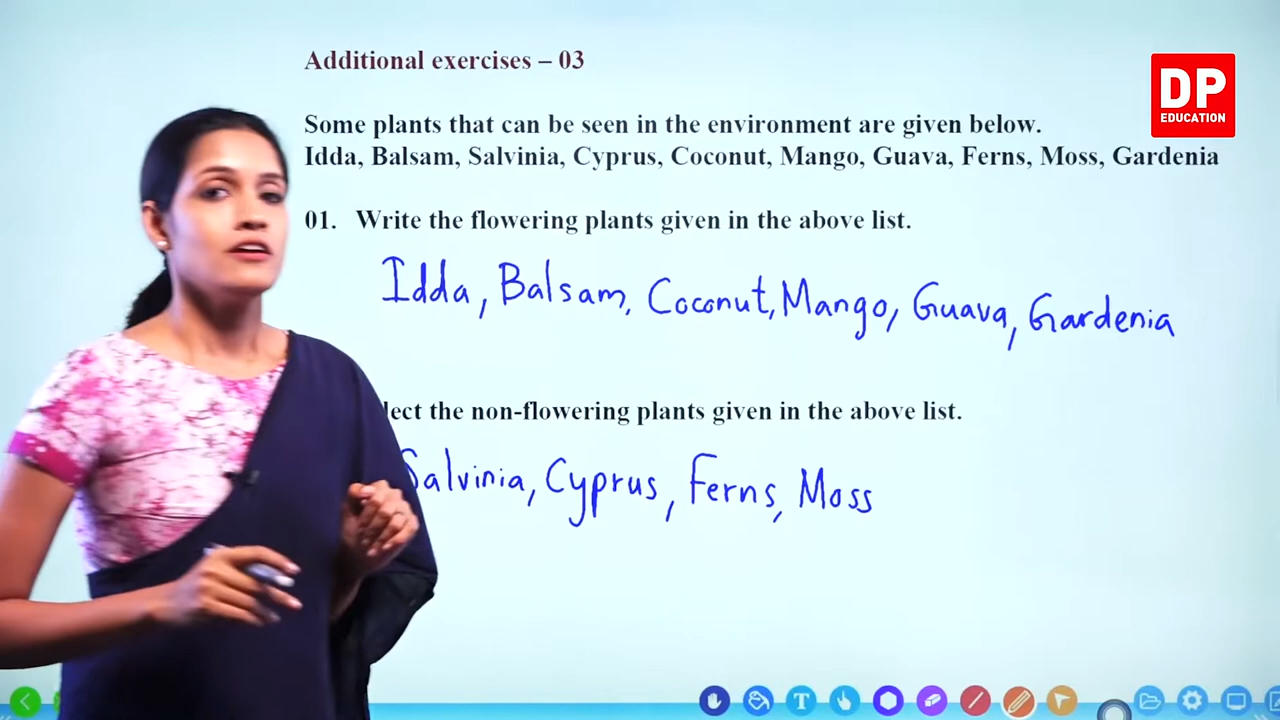 Additional exercises – 03
DP
EDUCATION
Some plants that can be seen in the environment are given below.
Idda, Balsam, Salvinia, Cyprus, Coconut, Mango, Guava, Ferns, Moss, Gardenia
01. Write the flowering plants given in the above list.
Idda, Balsam, Coconut, Mango, Guava, Gardenia
lect the non-flowering plants given in the above list.
Salvinia, Cyprus, Ferns, Moss
T